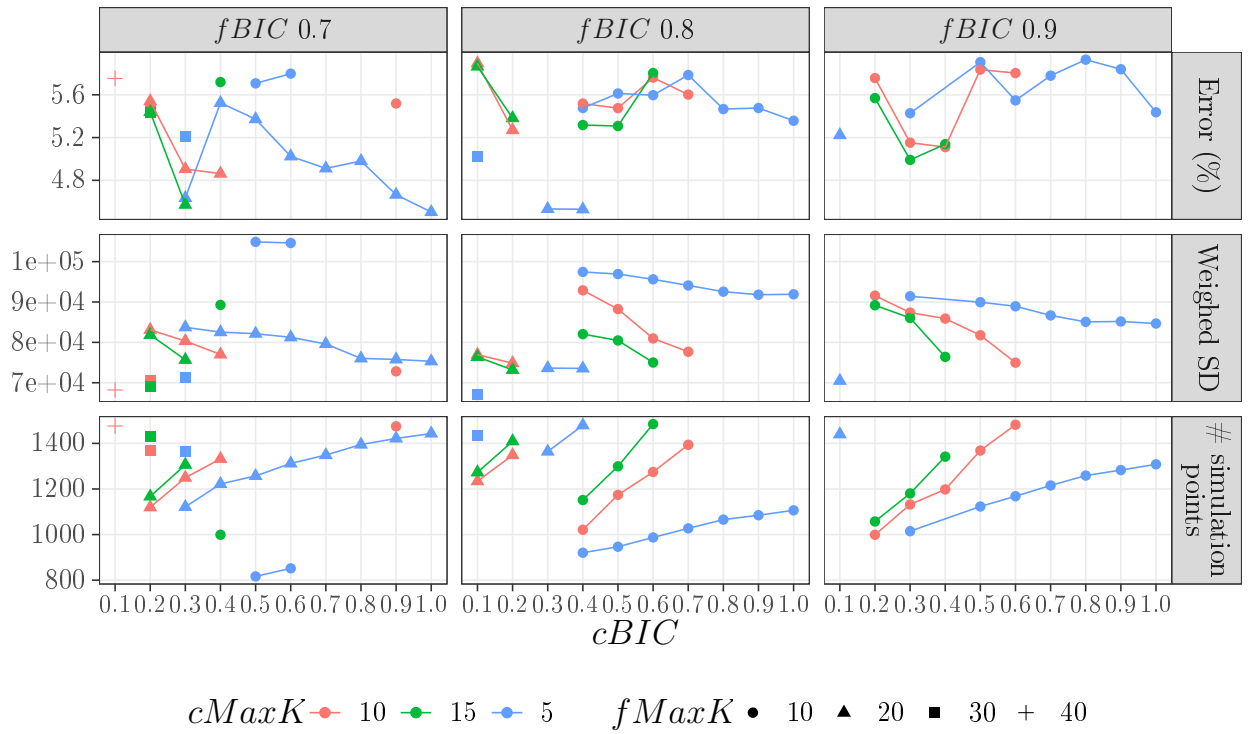 fBIC 0.7
fBIC 0.8
fBIC 0.9
5.6
5.2
4.8
Error (%)
1e+05
9e+04
8e+04
7e+04
Weighed SD
1400
1200
1000
800
# simulation
points
0.1 0.2 0.3 0.4 0.5 0.6 0.7 0.8 0.9 1.0
0.1 0.2 0.3 0.4 0.5 0.6 0.7 0.8 0.9 1.0
0.1 0.2 0.3 0.4 0.5 0.6 0.7 0.8 0.9 1.0
cBIC
cMaxK 10 15 5 fMaxK 10 20 30 40